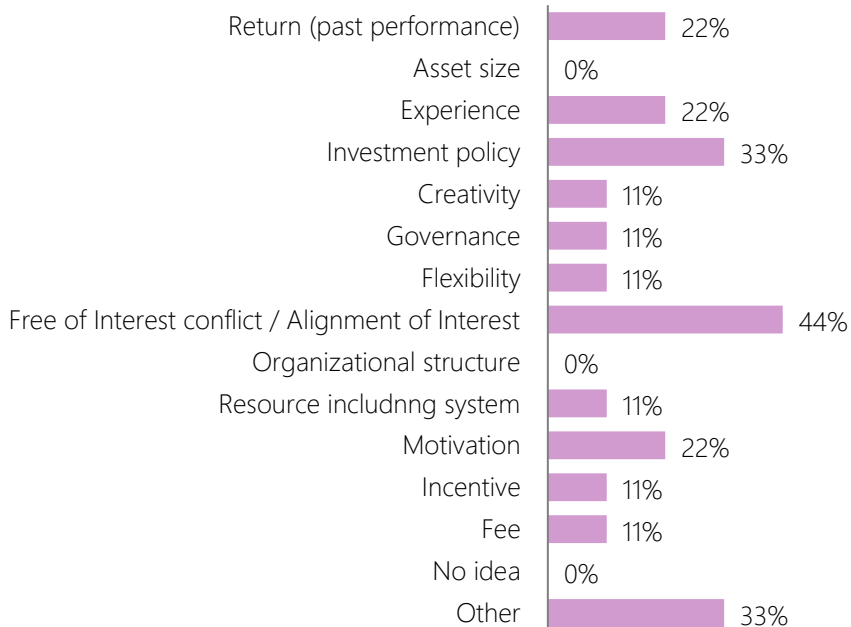 Return (past performance) 22%
Asset size 0%
Experience 22%
Investment policy 33%
Creativity 11%
Governance 11%
Flexibility 11%
Free of Interest conflict / Alignment of Interest 44%
Organizational structure 0%
Resource includnng system 11%
Motivation 22%
Incentive 11%
Fee 11%
No idea 0%
Other 33%